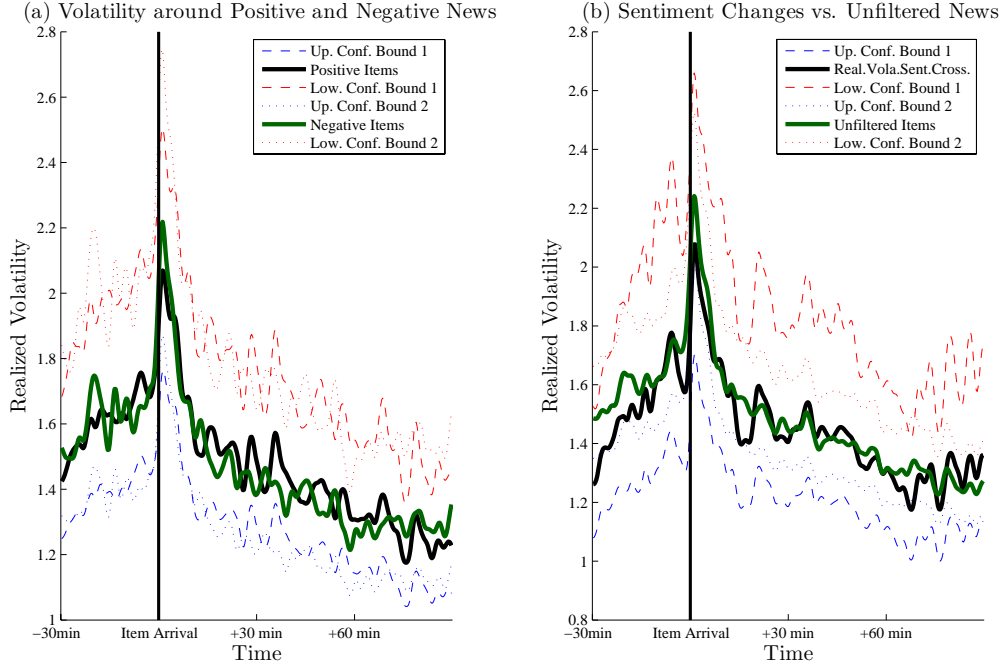 (a) Volatility around Positive and Negative News
2.8
2.6
2.4
2.2
2
1.8
1.6
1.4
1.2
1
Realized Volatility
Up. Conf. Bound 1
Positive Items
Low. Conf. Bound 1
Up. Conf. Bound 2
Negative Items
Low. Conf. Bound 2
−30min
Item Arrival
+30 min
+60 min
Time
(b) Sentiment Changes vs. Unfiltered News
2.8
2.6
2.4
2.2
2
1.8
1.6
1.4
1.2
1
0.8
Realized Volatility
Up. Conf. Bound 1
Real.Vola.Sent.Cross.
Low. Conf. Bound 1
Up. Conf. Bound 2
Unfiltered Items
Low. Conf. Bound 2
−30min
Item Arrival
+30 min
+60 min
Time